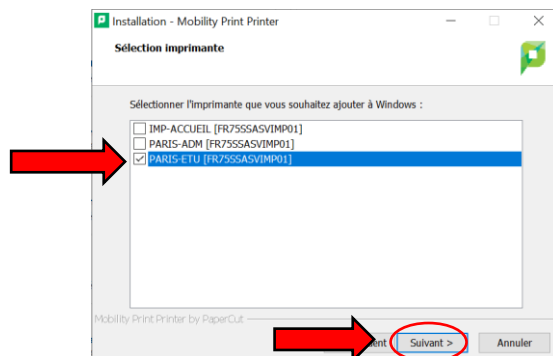 Installation - Mobility Print Printer
Sélection imprimante
Sélectionner l'imprimante que vous souhaitez ajouter à Windows :
IMP-ACCUEIL [FR75SSASVIMP01]
PARIS-ADM [FR75SSASVIMP01]
PARIS-ETU [FR75SSASVIMP01]
Mobility Print Printer by PaperCut
ent Suivant > Annuler